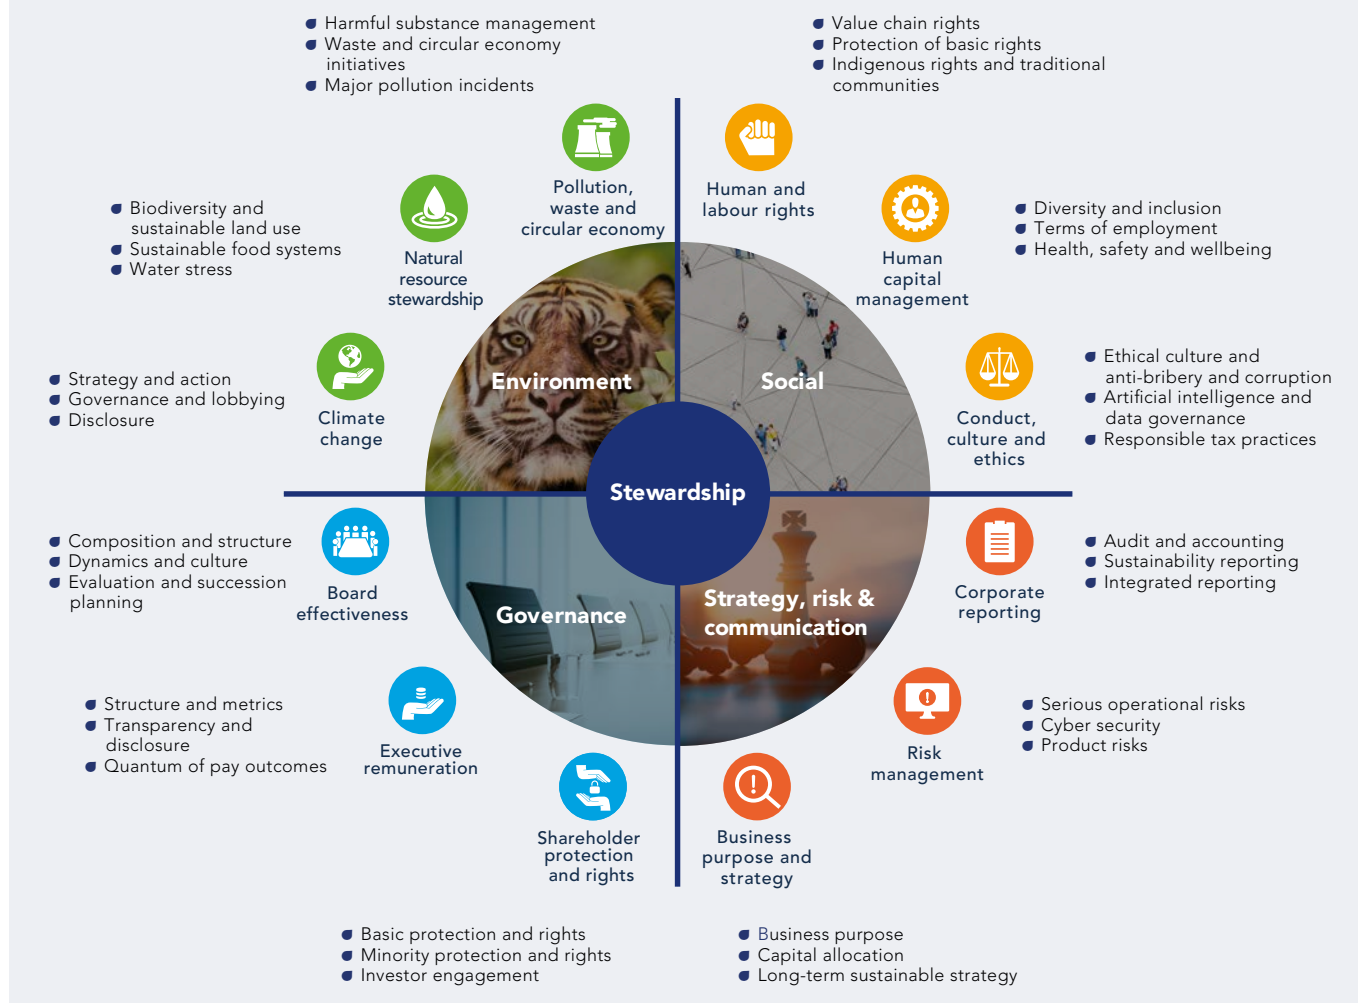 Harmful substance management
Waste and circular economy
initiatives
Major pollution incidents
Value chain rights
Protection of basic rights
Indigenous rights and traditional
communities
Pollution,
waste and
circular economy
Human and
labour rights
Biodiversity and
sustainable land use
Sustainable food systems
Water stress
Natural
resource
stewardship
Human
capital
management
Diversity and inclusion
Terms of employment
Health, safety and wellbeing
Strategy and action
Governance and lobbying
Disclosure
Climate
change
Environment
Social
Conduct,
culture and
ethics
Ethical culture and
anti-bribery and corruption
Artificial intelligence and
data governance
Responsible tax practices
Stewardship
Composition and structure
Dynamics and culture
Evaluation and succession
planning
Board
effectiveness
Governance
Strategy, risk &
communication
Corporate
reporting
Audit and accounting
Sustainability reporting
Integrated reporting
Structure and metrics
Transparency and
disclosure
Quantum of pay outcomes
Executive
remuneration
Risk
management
Serious operational risks
Cyber security
Product risks
Shareholder
protection
and rights
Business
purpose and
strategy
Basic protection and rights
Minority protection and rights
Investor engagement
Business purpose
Capital allocation
Long-term sustainable strategy